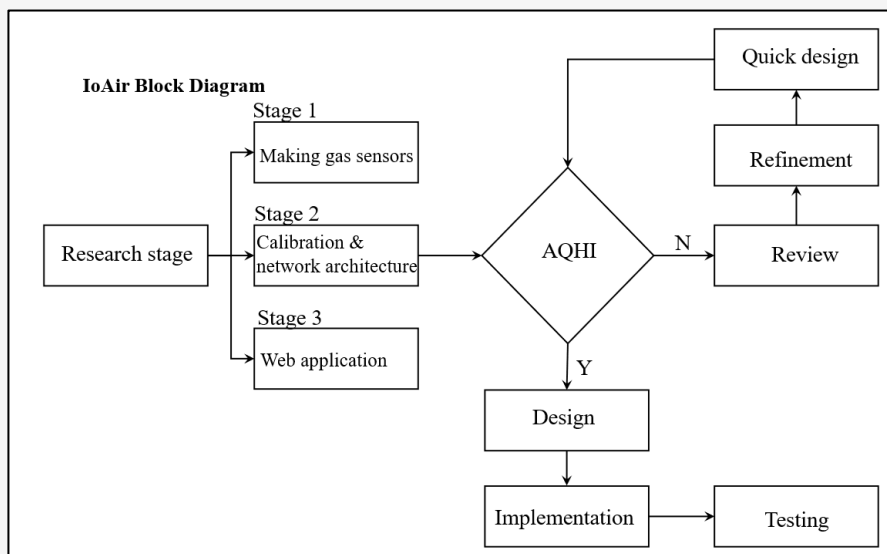 IoAir Block Diagram
Research stage
Stage 1
Making gas sensors
Stage 2
Calibration &
network architecture
Stage 3
Web application
AQHI
N
Review
Refinement
Quick design
Y
Design
Implementation
Testing